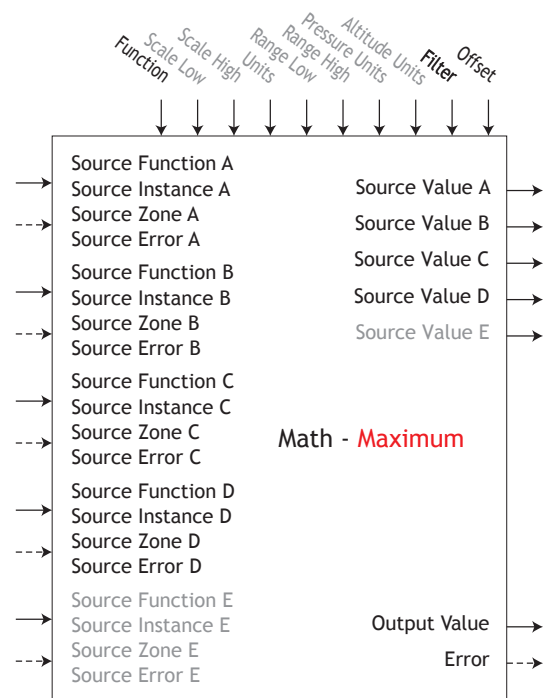 Function
Scale Low
Scale High
Units
Range Low
Range High
Pressure Units
Altitude Units
Filter
Offset
Source Function A
Source Instance A
Source Zone A
Source Error A
Source Function B
Source Instance B
Source Zone B
Source Error B
Source Function C
Source Instance C
Source Zone C
Source Error C
Source Function D
Source Instance D
Source Zone D
Source Error D
Source Function E
Source Instance E
Source Zone E
Source Error E
Source Value A
Source Value B
Source Value C
Source Value D
Source Value E
Math - Maximum
Output Value
Error